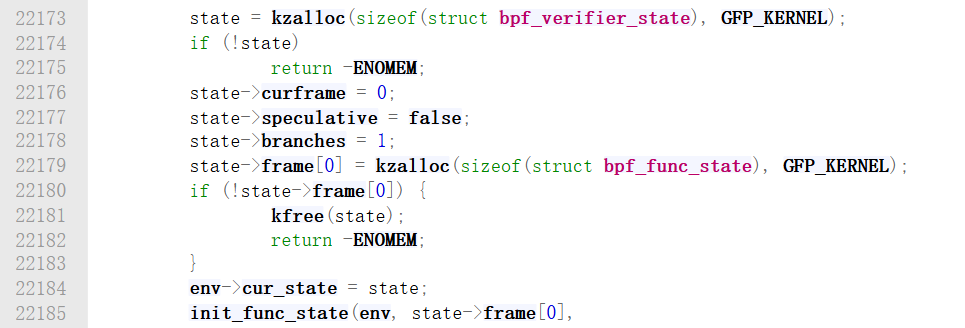 22173 state = kzalloc(sizeof(struct bpf_verifier_state), GFP_KERNEL);
22174 if (!state)
22175 return -ENOMEM;
22176 state->curframe = 0;
22177 state->speculative = false;
22178 state->branches = 1;
22179 state->frame[0] = kzalloc(sizeof(struct bpf_func_state), GFP_KERNEL);
22180 if (!state->frame[0]) {
22181 kfree(state);
22182 return -ENOMEM;
22183 }
22184 env->cur_state = state;
22185 init_func_state(env, state->frame[0],